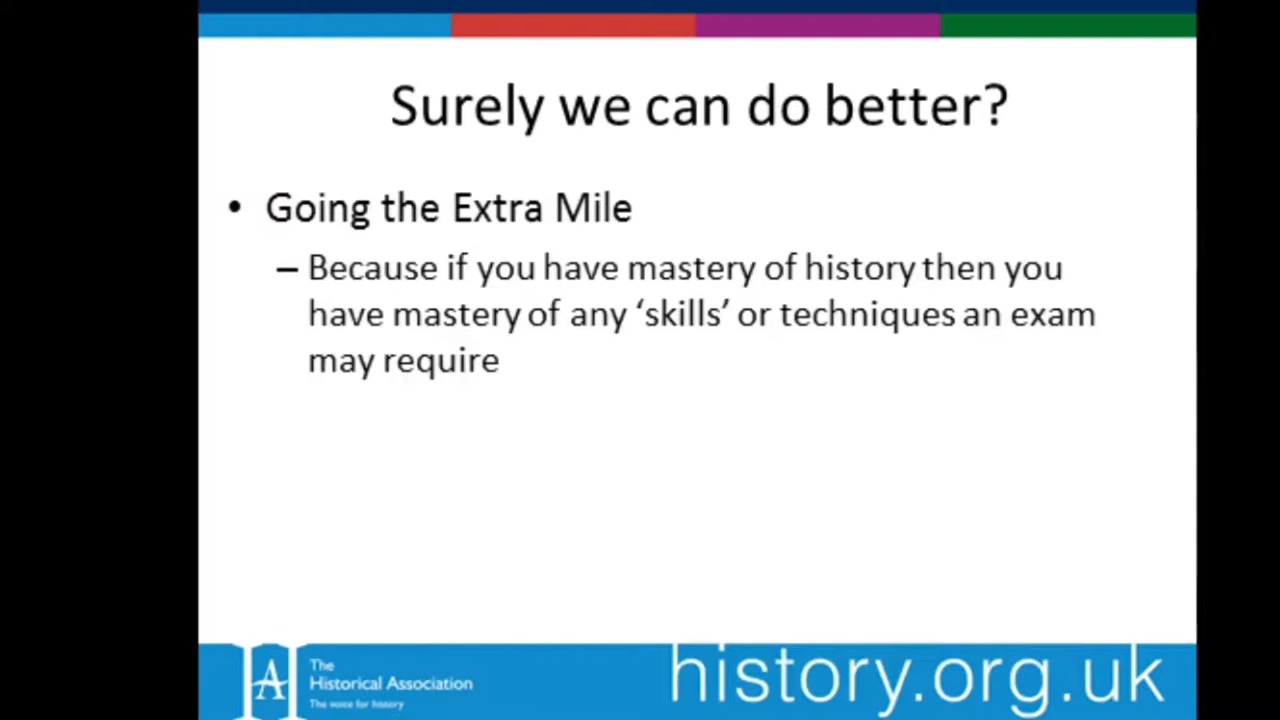 Surely we can do better?
• Going the Extra Mile
– Because if you have mastery of history then you
have mastery of any ‘skills’ or techniques an exam
may require
The
Historical Association
The voice for history
history.org.uk